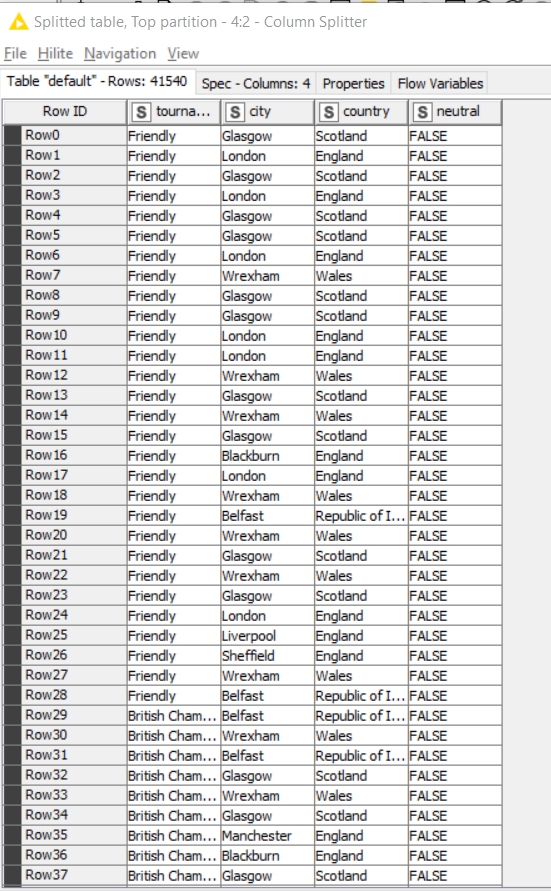 Splitted table, Top partition - 4:2 - Column Splitter
File Hilite Navigation View
Table "default" - Rows: 41540 Spec - Columns: 4 Properties Flow Variables
Row ID S tourna... S city S country S neutral
Row0 Friendly Glasgow Scotland FALSE
Row1 Friendly London England FALSE
Row2 Friendly Glasgow Scotland FALSE
Row3 Friendly London England FALSE
Row4 Friendly Glasgow Scotland FALSE
Row5 Friendly Glasgow Scotland FALSE
Row6 Friendly London England FALSE
Row7 Friendly Wrexham Wales FALSE
Row8 Friendly Glasgow Scotland FALSE
Row9 Friendly Glasgow Scotland FALSE
Row10 Friendly London England FALSE
Row11 Friendly London England FALSE
Row12 Friendly Wrexham Wales FALSE
Row13 Friendly Glasgow Scotland FALSE
Row14 Friendly Wrexham Wales FALSE
Row15 Friendly Glasgow Scotland FALSE
Row16 Friendly Blackburn England FALSE
Row17 Friendly London England FALSE
Row18 Friendly Wrexham Wales FALSE
Row19 Friendly Belfast Republic of I... FALSE
Row20 Friendly Wrexham Wales FALSE
Row21 Friendly Glasgow Scotland FALSE
Row22 Friendly Wrexham Wales FALSE
Row23 Friendly Glasgow Scotland FALSE
Row24 Friendly London England FALSE
Row25 Friendly Liverpool England FALSE
Row26 Friendly Sheffield England FALSE
Row27 Friendly Wrexham Wales FALSE
Row28 Friendly Belfast Republic of I... FALSE
Row29 British Cham... Belfast Republic of I... FALSE
Row30 British Cham... Wrexham Wales FALSE
Row31 British Cham... Belfast Republic of I... FALSE
Row32 British Cham... Glasgow Scotland FALSE
Row33 British Cham... Wrexham Wales FALSE
Row34 British Cham... Glasgow Scotland FALSE
Row35 British Cham... Manchester England FALSE
Row36 British Cham... Blackburn England FALSE
Row37 British Cham... Glasgow Scotland FALSE